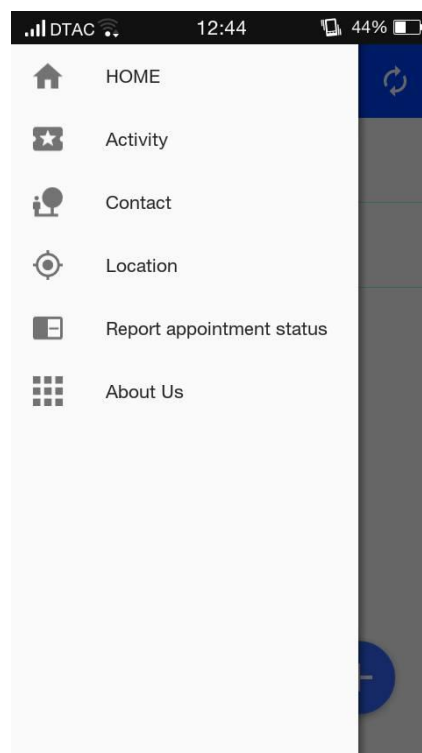 DTAC 12:44 44%
HOME
Activity
Contact
Location
Report appointment status
About Us